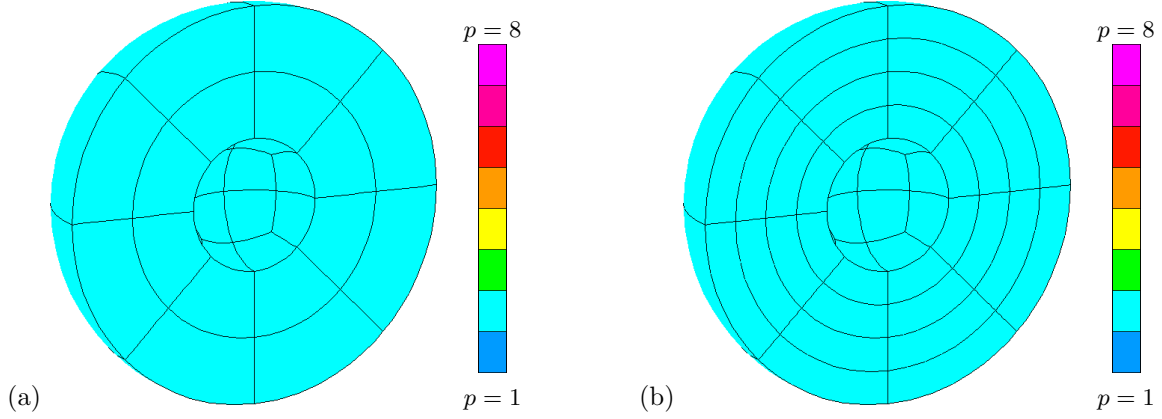 p = 8
p = 1
(a)
p = 8
p = 1
(b)